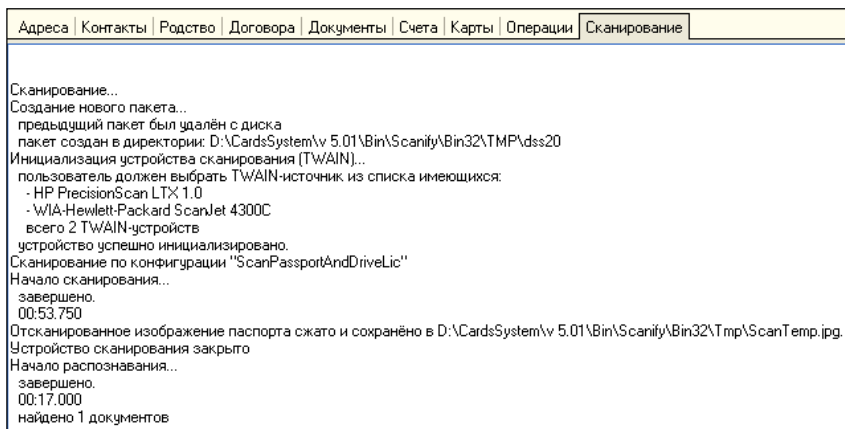 Адреса Контакты Родство Договора Документы Счета Карты Операции Сканирование
Сканирование...
Создание нового пакета...
предыдущий пакет был удалён с диска
пакет создан в директории: D:\CardsSystem\v 5.01\Bin\Scanify\Bin32\TMP\dss20
Инициализация устройства сканирования (TWAIN)...
пользователь должен выбрать TWAIN-источник из списка имеющихся:
- HP PrecisionScan LTX 1.0
- WIA-Hewlett-Packard ScanJet 4300C
всего 2 TWAIN-устройств
устройство успешно инициализировано.
Сканирование по конфигурации "ScanPassportAndDriveLic"
Начало сканирования...
завершено.
00:53.750
Отсканированное изображение паспорта сжато и сохранёно в D:\CardsSystem\v 5.01\Bin\Scanify\Bin32\Tmp\ScanTemp.jpg.
Устройство сканирования закрыто
Начало распознавания...
завершено.
00:17.000
найдено 1 документов